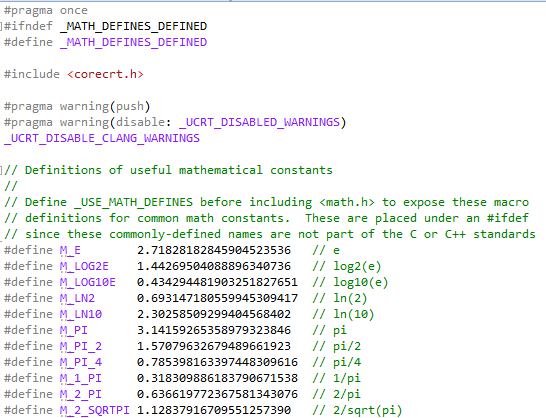 #pragma once
#ifndef _MATH_DEFINES_DEFINED
#define _MATH_DEFINES_DEFINED

#include <corecrt.h>

#pragma warning(push)
#pragma warning(disable: _UCRT_DISABLED_WARNINGS)
_UCRT_DISABLE_CLANG_WARNINGS

// Definitions of useful mathematical constants
//
// Define _USE_MATH_DEFINES before including <math.h> to expose these macro
// definitions for common math constants.  These are placed under an #ifdef
// since these commonly-defined names are not part of the C or C++ standards
#define M_E        2.71828182845904523536   // e
#define M_LOG2E    1.44269504088896340736   // log2(e)
#define M_LOG10E   0.434294481903251827651  // log10(e)
#define M_LN2      0.693147180559945309417  // ln(2)
#define M_LN10     2.30258509299404568402   // ln(10)
#define M_PI       3.14159265358979323846   // pi
#define M_PI_2     1.57079632679489661923   // pi/2
#define M_PI_4     0.785398163397448309616  // pi/4
#define M_1_PI     0.318309886183790671538  // 1/pi
#define M_2_PI     0.636619772367581343076  // 2/pi
#define M_2_SQRTPI 1.12837916709551257390   // 2/sqrt(pi)